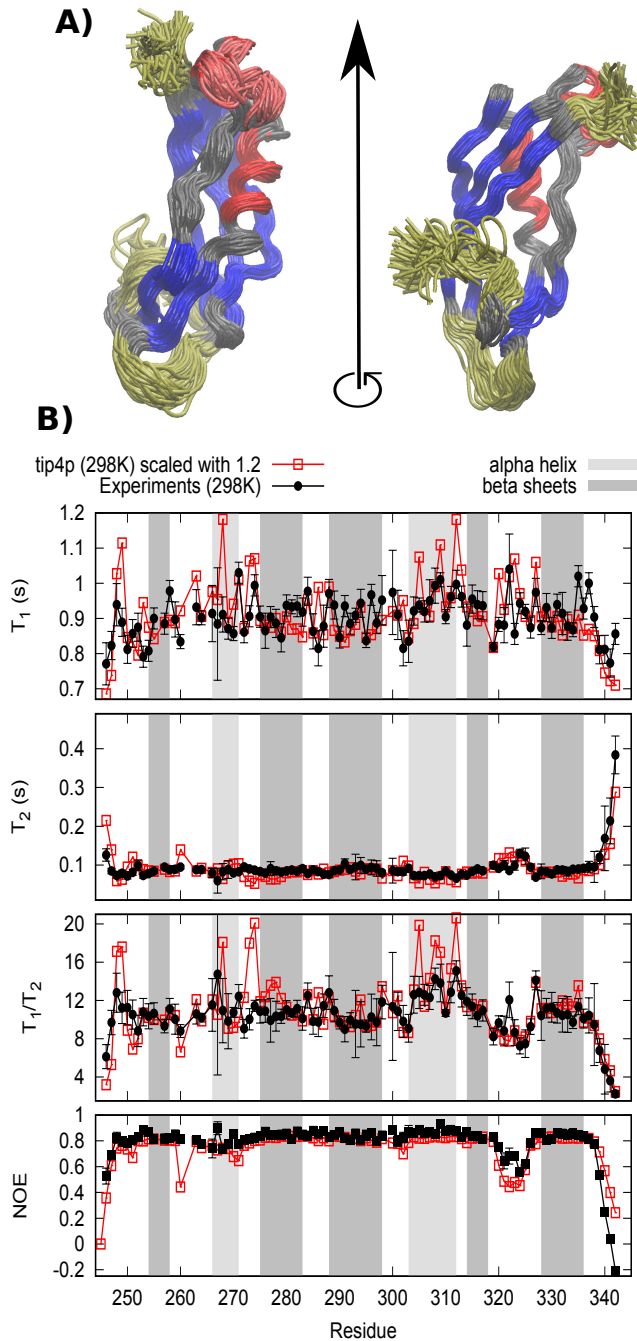 A)
B)
tip4p (298K) scaled with 1.2
Experiments (298K)
alpha helix
beta sheets
1.2
1.1
1
0.9
0.8
0.7
T1 (s)
0.4
0.3
0.2
0.1
T2 (s)
20
16
12
8
4
T1/T2
0.8
0.6
0.4
0.2
0
-0.2
NOE
250 260 270 280 290 300 310 320 330 340
Residue